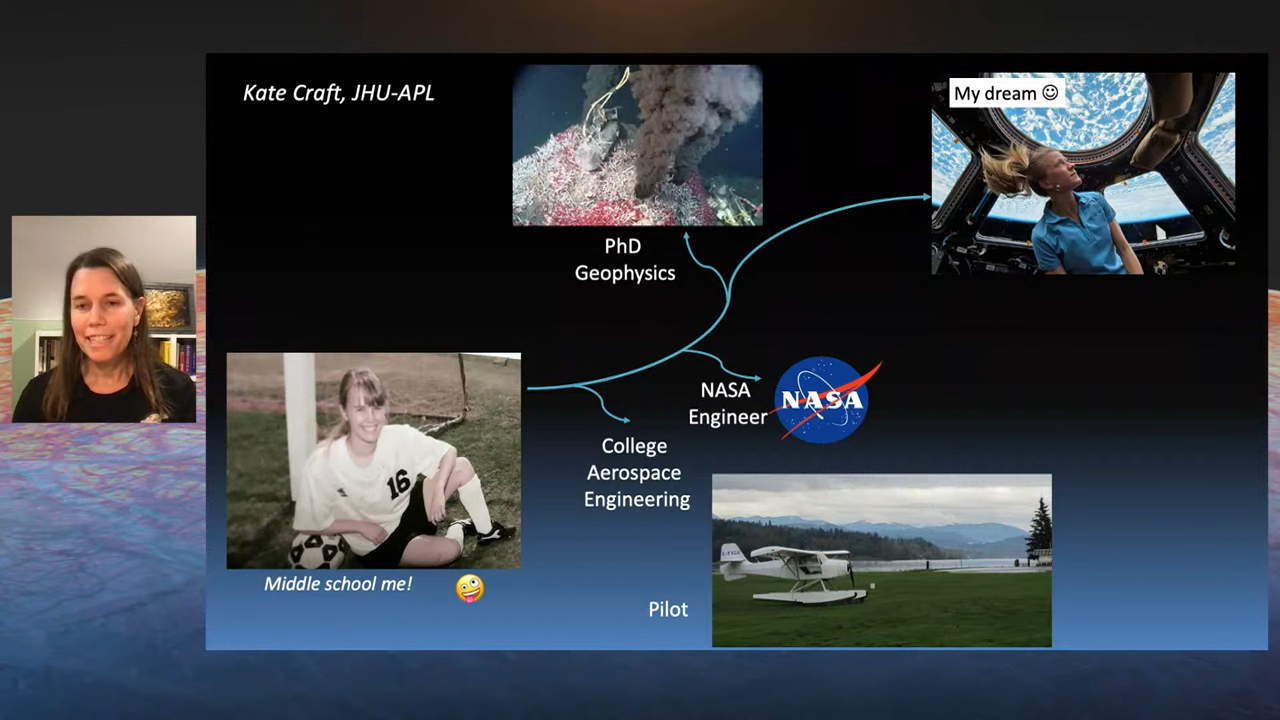 Kate Craft, JHU-APL
My dream ☺
PhD
Geophysics
NASA
Engineer
NASA
College
Aerospace
Engineering
16
Middle school me!
Pilot